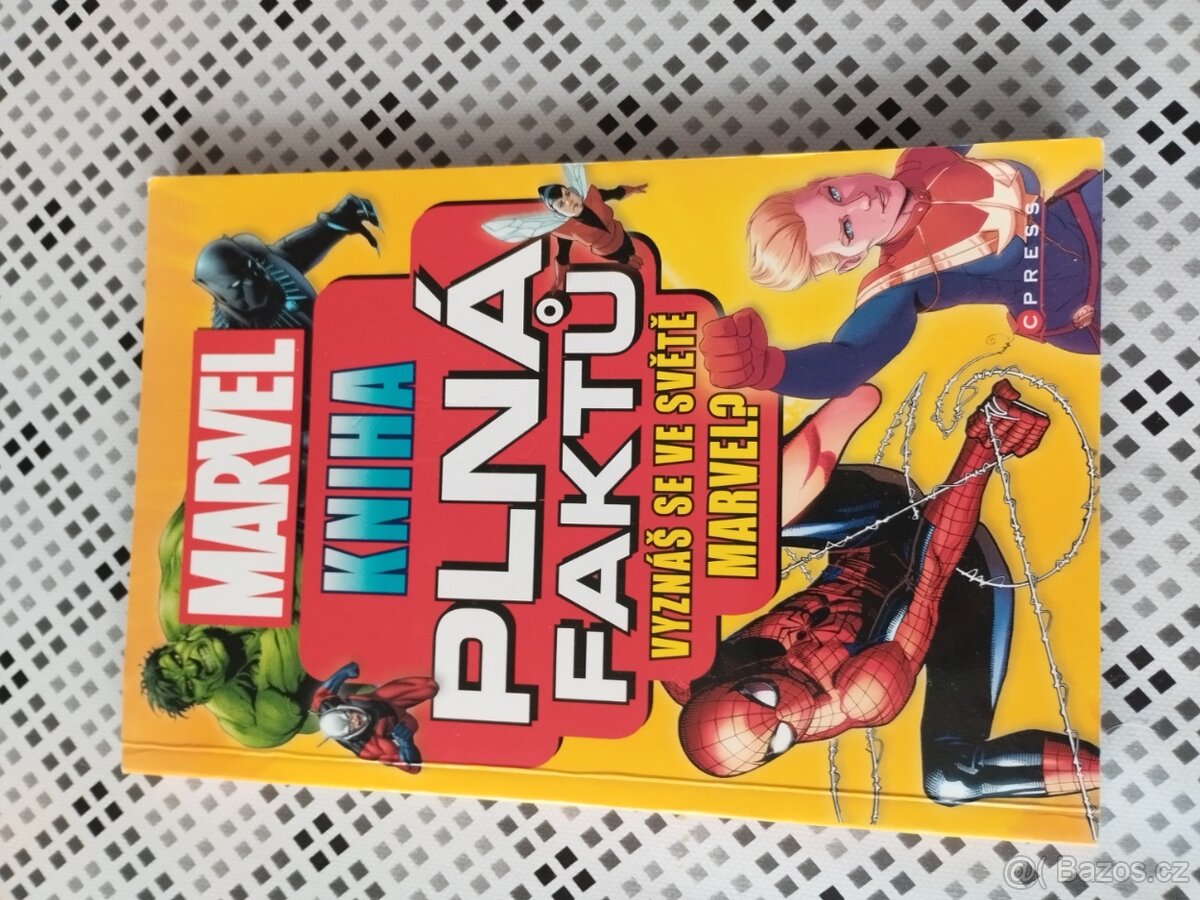 MARVEL
KNIHA
PLNÁ
FAKTŮ
VYZNÁŠ SE VE SVĚTĚ
MARVEL?
CPRESS
@( Bazos.cz